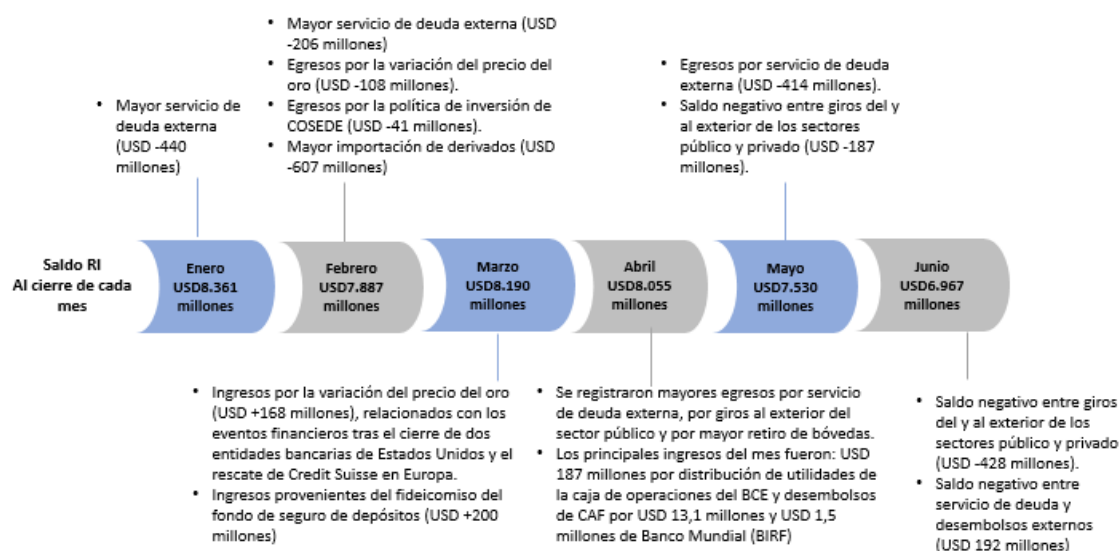 • Mayor servicio de
deuda externa
(USD -440
millones)
• Mayor servicio de deuda externa (USD
-206 millones)
• Egresos por la variación del precio del
oro (USD -108 millones).
• Egresos por la política de inversión de
COSEDE (USD -41 millones).
• Mayor importación de derivados (USD
-607 millones)
• Egresos por servicio de deuda
externa (USD -414 millones).
• Saldo negativo entre giros del y
al exterior de los sectores
público y privado (USD -187
millones).
Saldo RI
Al cierre de cada
mes
Enero
USD8.361
millones
Febrero
USD7.887
millones
Marzo
USD8.190
millones
Abril
USD8.055
millones
Mayo
USD7.530
millones
Junio
USD6.967
millones
• Ingresos por la variación del precio del oro
(USD +168 millones), relacionados con los
eventos financieros tras el cierre de dos
entidades bancarias de Estados Unidos y el
rescate de Credit Suisse en Europa.
• Ingresos provenientes del fideicomiso del
fondo de seguro de depósitos (USD +200
millones)
• Se registraron mayores egresos por servicio
de deuda externa, por giros al exterior del
sector público y por mayor retiro de bóvedas.
• Los principales ingresos del mes fueron: USD
187 millones por distribución de utilidades de
la caja de operaciones del BCE y desembolsos
de CAF por USD 13,1 millones y USD 1,5
millones de Banco Mundial (BIRF)
• Saldo negativo entre giros
del y al exterior de los
sectores público y privado
(USD -428 millones).
• Saldo negativo entre
servicio de deuda y
desembolsos externos
(USD 192 millones)